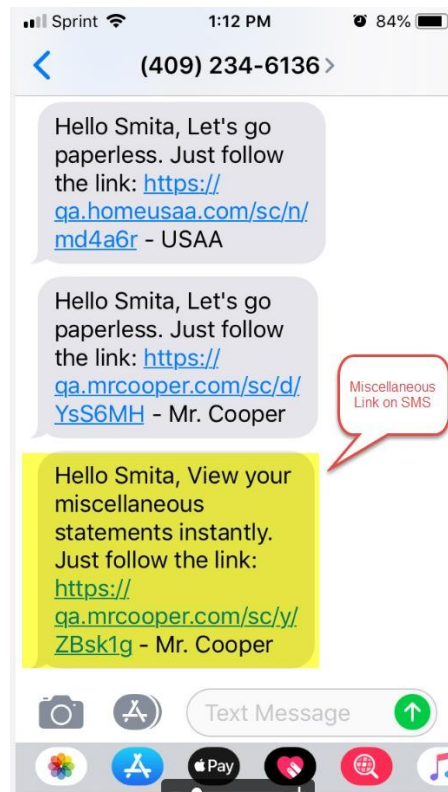 Sprint 1:12 PM 84%
(409) 234-6136
Hello Smita, Let's go
paperless. Just follow
the link: https://
qa.homeusaa.com/sc/n/
md4a6r - USAA
Hello Smita, Let's go
paperless. Just follow
the link: https://
qa.mrcooper.com/sc/d/
YsS6MH - Mr. Cooper
Miscellaneous
Link on SMS
Hello Smita, View your
miscellaneous
statements instantly.
Just follow the link:
https://
qa.mrcooper.com/sc/y/
ZBsk1g - Mr. Cooper
Text Message
Pay